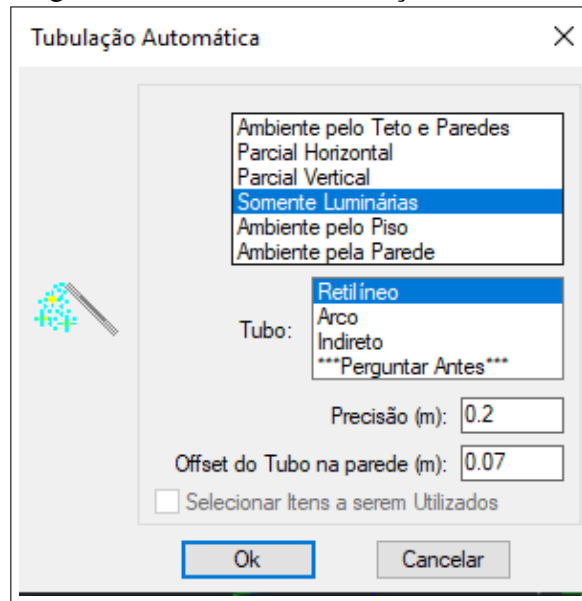 Tubulação Automática
Ambiente pelo Teto e Paredes
Parcial Horizontal
Parcial Vertical
Somente Luminárias
Ambiente pelo Piso
Ambiente pela Parede
Tubo:
Retilíneo
Arco
Indireto
***Perguntar Antes***
Precisão (m): 0.2
Offset do Tubo na parede (m): 0.07
Selecionar Itens a serem Utilizados
Ok Cancelar